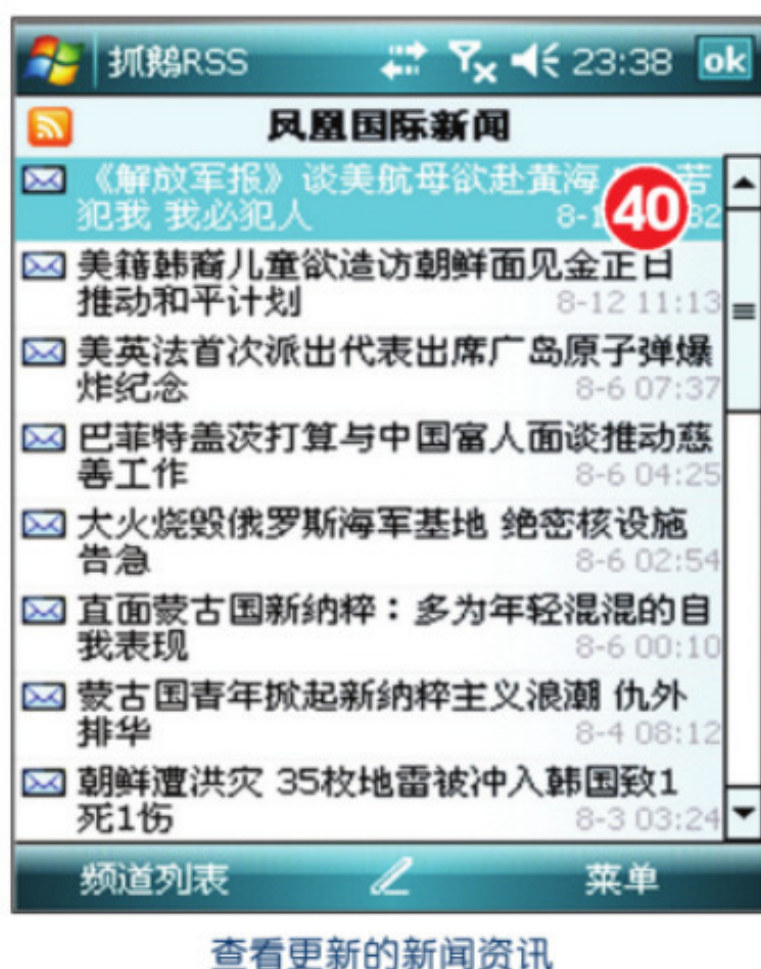 抓鹅RSS 23:38 ok
凤凰国际新闻
《解放军报》谈美航母欲赴黄海 若
犯我 我必犯人 8-1 32
40
美籍韩裔儿童欲造访朝鲜面见金正日
推动和平计划 8-12 11:13
美英法首次派出代表出席广岛原子弹爆
炸纪念 8-6 07:37
巴菲特盖茨打算与中国富人面谈推动慈
善工作 8-6 04:25
大火烧毁俄罗斯海军基地 绝密核设施
告急 8-6 02:54
直面蒙古国新纳粹：多为年轻混混的自
我表现 8-6 00:10
蒙古国青年掀起新纳粹主义浪潮 仇外
排华 8-4 08:12
朝鲜遭洪灾 35枚地雷被冲入韩国致1
死1伤 8-3 03:24
频道列表 菜单
查看更新的新闻资讯